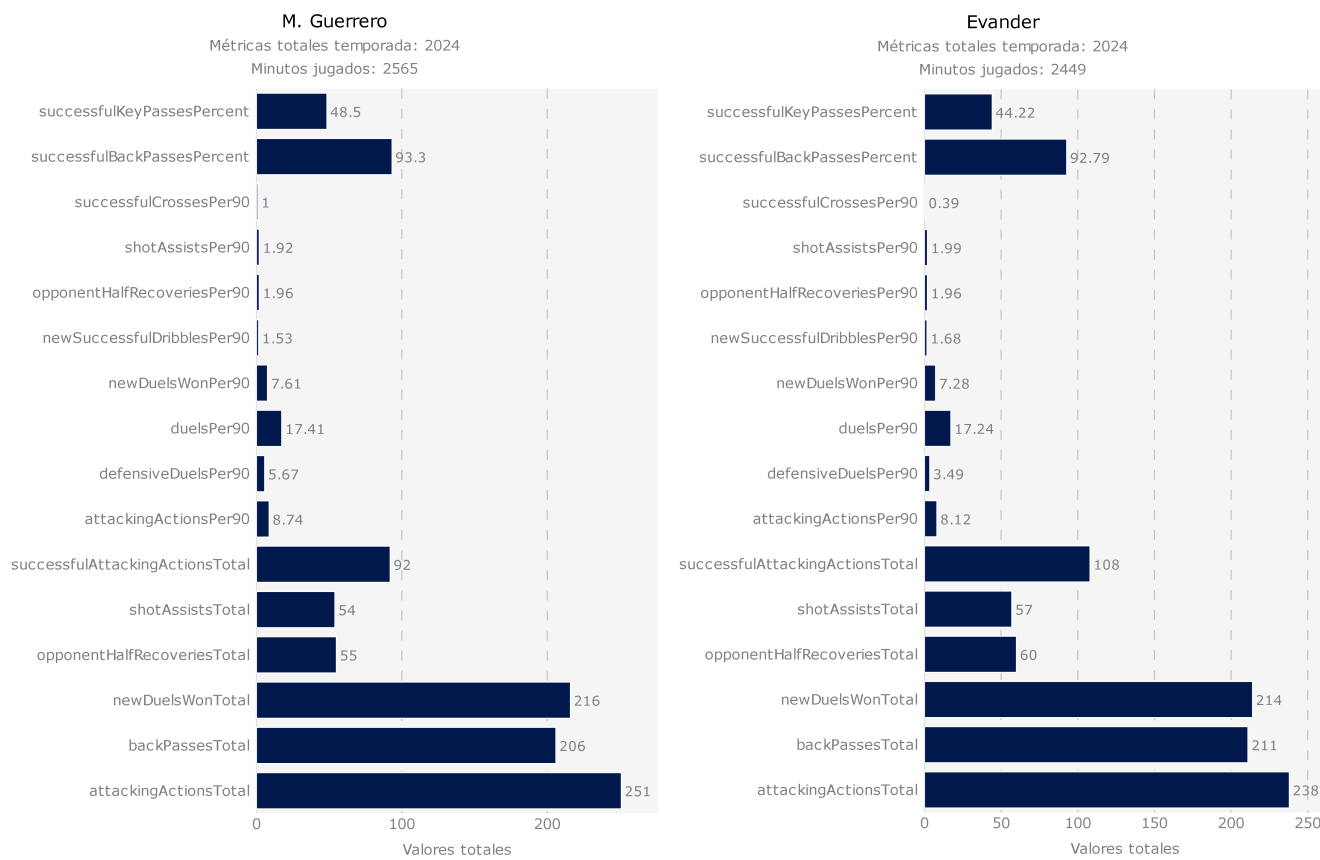 M. Guerrero
Métricas totales temporada: 2024
Minutos jugados: 2565
successfulKeyPassesPercent 48.5
successfulBackPassesPercent 93.3
successfulCrossesPer90 1
shotAssistsPer90 1.92
opponentHalfRecoveriesPer90 1.96
newSuccessfulDribblesPer90 1.53
newDuelsWonPer90 7.61
duelsPer90 17.41
defensiveDuelsPer90 5.67
attackingActionsPer90 8.74
successfulAttackingActionsTotal 92
shotAssistsTotal 54
opponentHalfRecoveriesTotal 55
newDuelsWonTotal 216
backPassesTotal 206
attackingActionsTotal 251
0 100 200
Valores totales
Evander
Métricas totales temporada: 2024
Minutos jugados: 2449
successfulKeyPassesPercent 44.22
successfulBackPassesPercent 92.79
successfulCrossesPer90 0.39
shotAssistsPer90 1.99
opponentHalfRecoveriesPer90 1.96
newSuccessfulDribblesPer90 1.68
newDuelsWonPer90 7.28
duelsPer90 17.24
defensiveDuelsPer90 3.49
attackingActionsPer90 8.12
successfulAttackingActionsTotal 108
shotAssistsTotal 57
opponentHalfRecoveriesTotal 60
newDuelsWonTotal 214
backPassesTotal 211
attackingActionsTotal 238
0 50 100 150 200 250
Valores totales